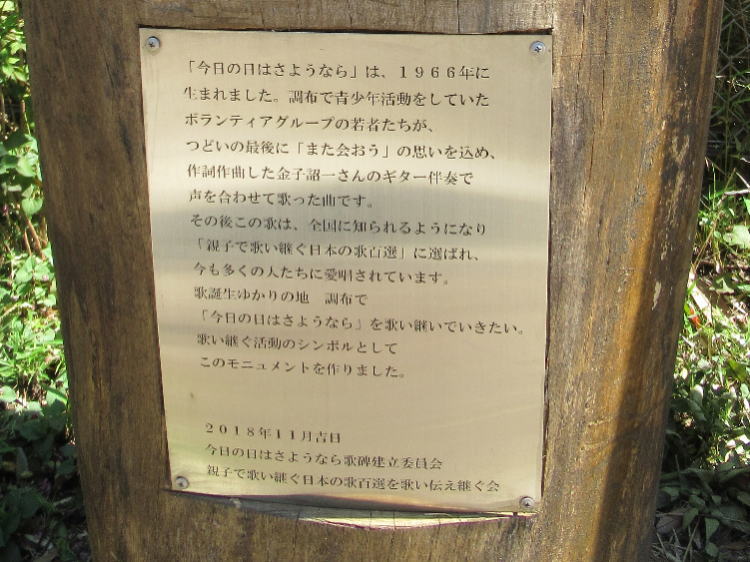 「今日の日はさようなら」は、１９６６年に
生まれました。調布で青少年活動をしていた
ボランティアグループの若者たちが、
つどいの最後に「また会おう」の思いを込め、
作詞作曲した金子詔一さんのギター伴奏で
声を合わせて歌った曲です。
その後この歌は、全国に知られるようになり
「親子で歌い継ぐ日本の歌百選」に選ばれ、
今も多くの人たちに愛唱されています。
歌誕生ゆかりの地　調布で
「今日の日はさようなら」を歌い継いでいきたい。
歌い継ぐ活動のシンボルとして
このモニュメントを作りました。
２０１８年１１月吉日
今日の日はさようなら歌碑建立委員会
親子で歌い継ぐ日本の歌百選を歌い伝え継ぐ会